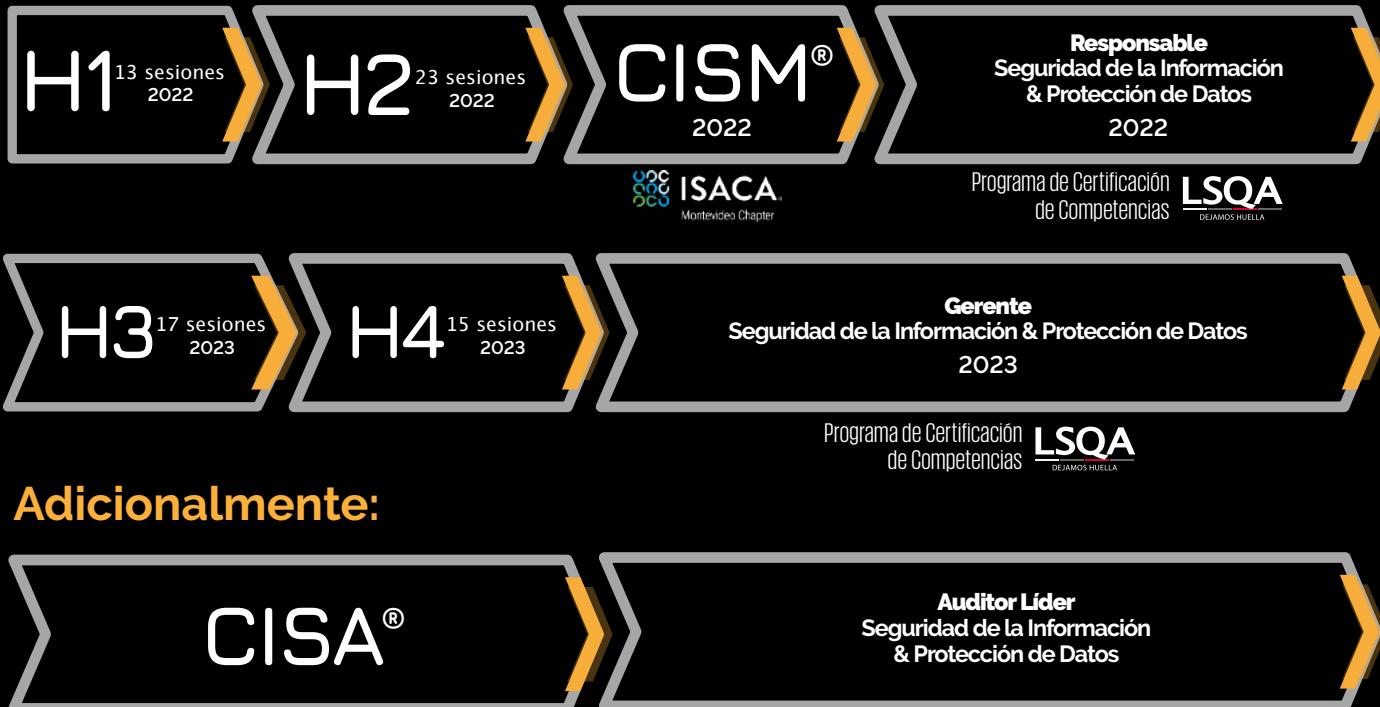 H1 13 sesiones
2022
H2 23 sesiones
2022
CISM®
2022
Responsable
Seguridad de la Información
& Protección de Datos
2022
ISACA.
Montevideo Chapter
Programa de Certificación
de Competencias
LSQA
DEJAMOS HUELLA
H3 17 sesiones
2023
H4 15 sesiones
2023
Gerente
Seguridad de la Información & Protección de Datos
2023
Programa de Certificación
de Competencias
LSQA
DEJAMOS HUELLA
Adicionalmente:
CISA®
Auditor Líder
Seguridad de la Información
& Protección de Datos